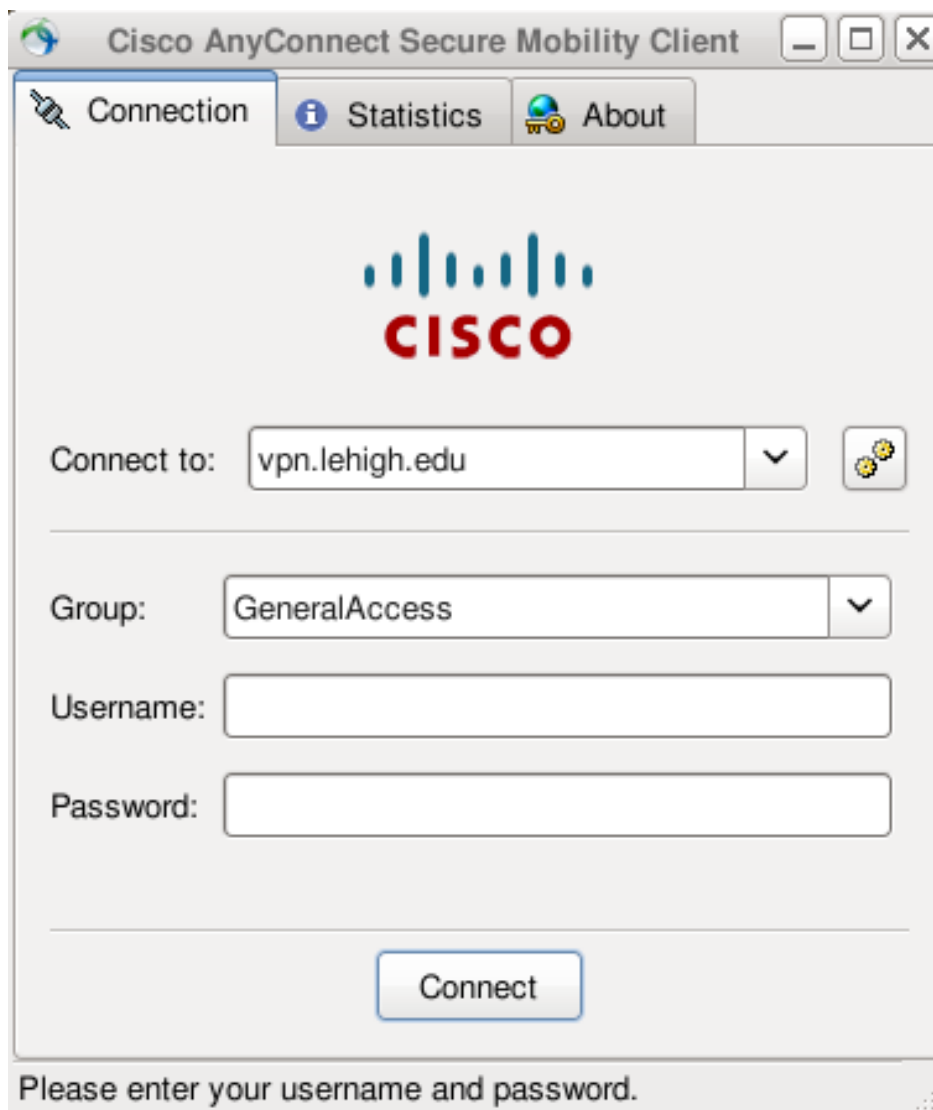 Cisco AnyConnect Secure Mobility Client
Connection Statistics About
CISCO
Connect to: vpn.lehigh.edu
Group: GeneralAccess
Username:
Password:
Connect
Please enter your username and password.